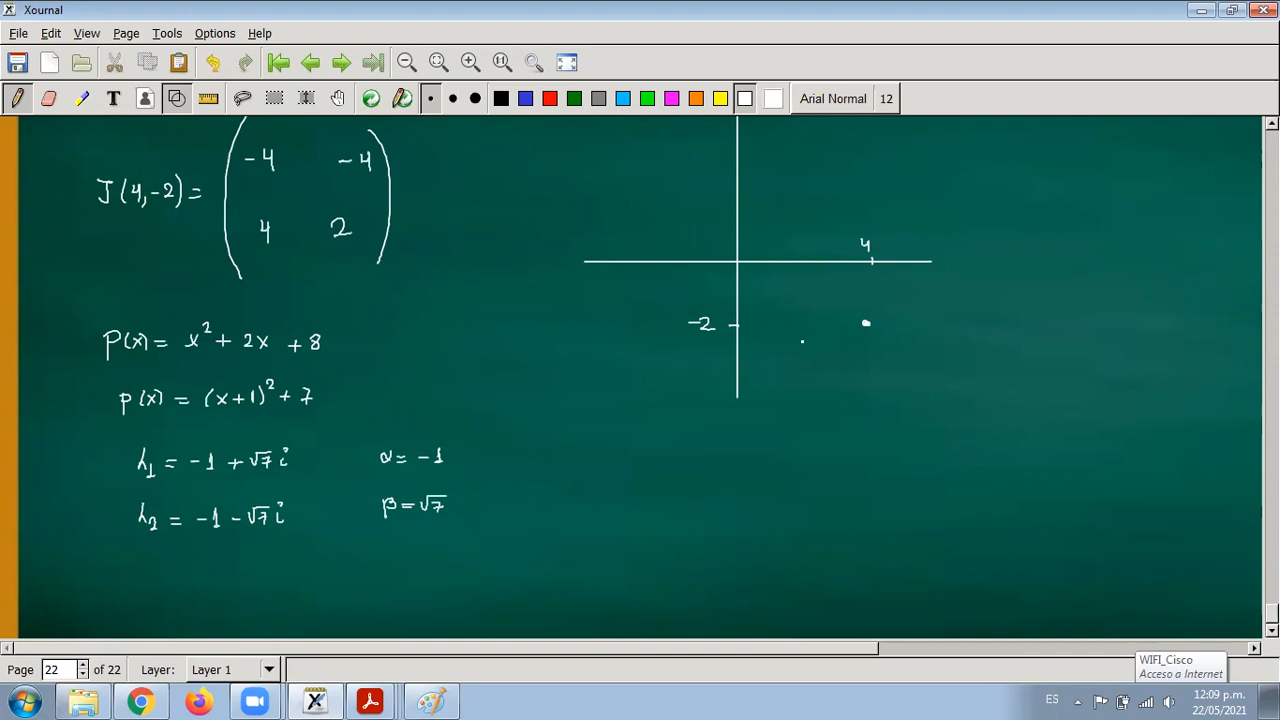 Xournal
File Edit View Page Tools Options Help
Arial Normal 12
J(4,-2) = ( -4 -4
4 2 )
4
-2
P(x) = x² + 2x + 8
p(x) = (x+1)² + 7
λ₁ = -1 + √7 i α = -1
λ₂ = -1 - √7 i β = √7
Page 22 of 22 Layer: Layer 1
WIFI_Cisco
Acceso a Internet
ES 12:09 p.m.
22/05/2021